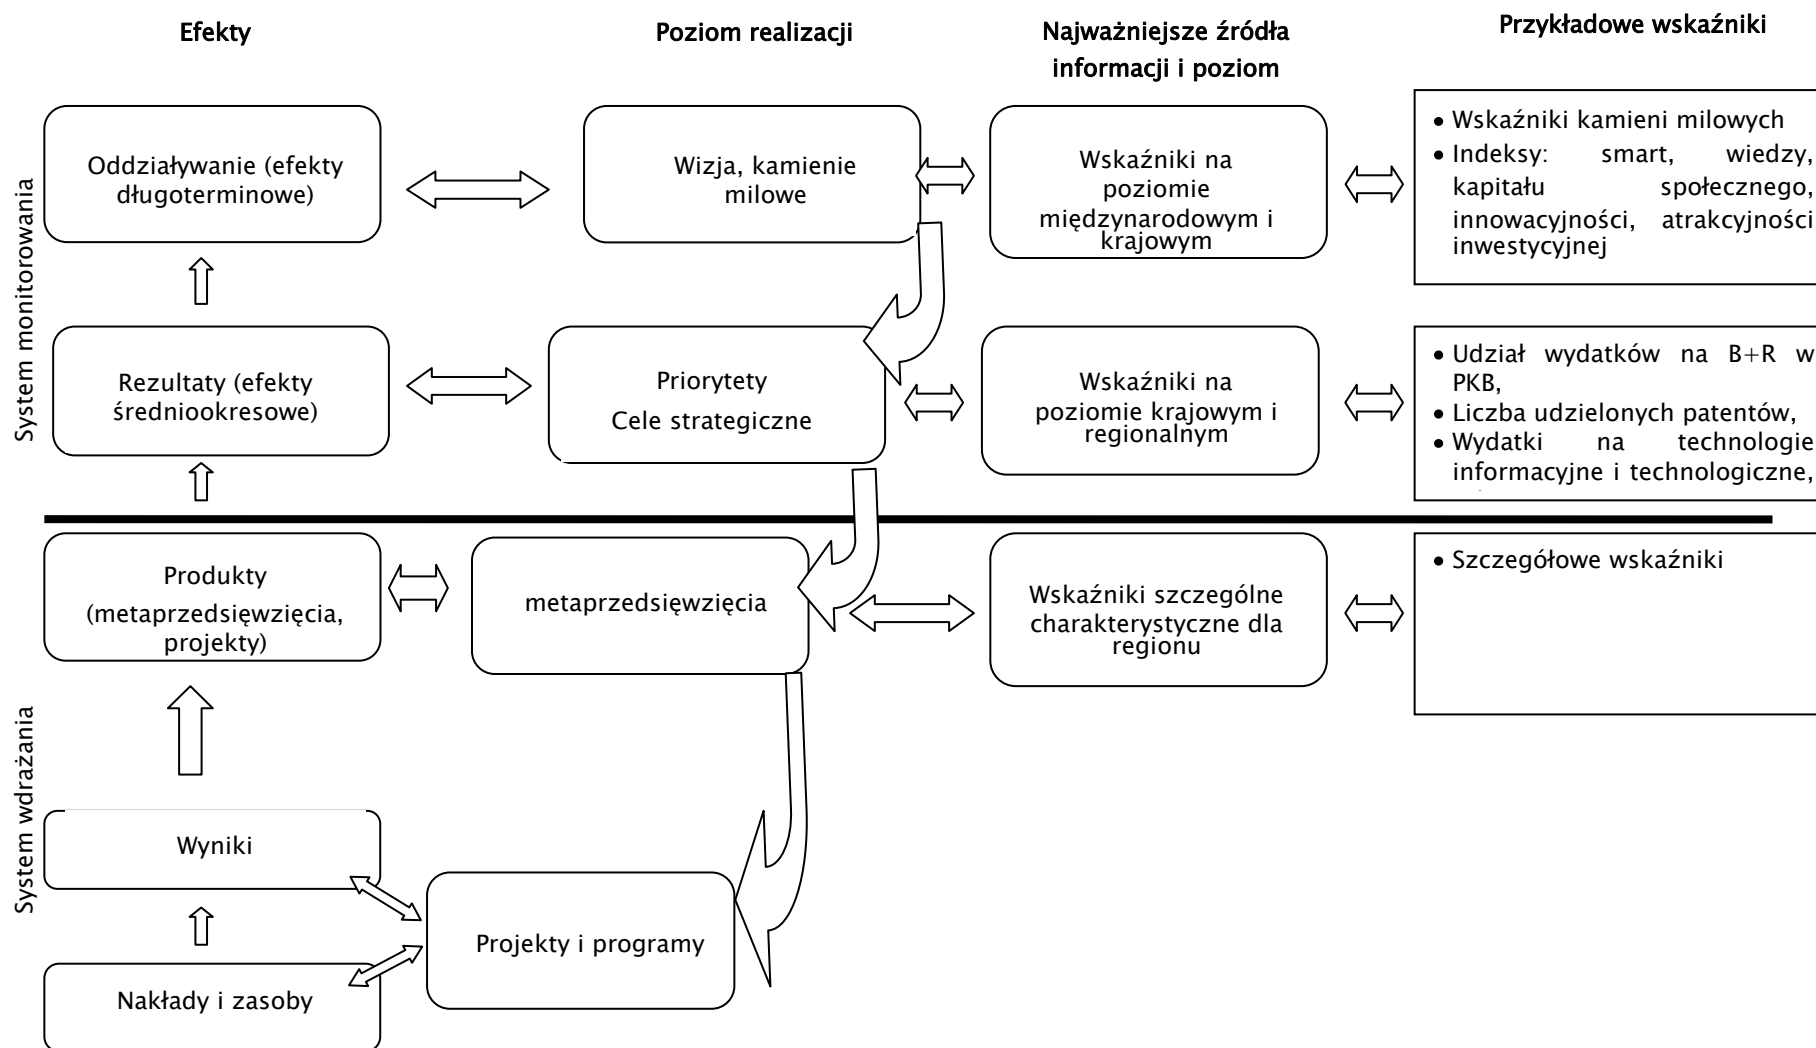 Efekty
Poziom realizacji
Najważniejsze źródła
informacji i poziom
Przykładowe wskaźniki
System monitorowania
Oddziaływanie (efekty
długoterminowe)
Wizja, kamienie
milowe
Wskaźniki na
poziomie
międzynarodowym i
krajowym
• Wskaźniki kamieni milowych
• Indeksy: smart, wiedzy,
kapitału społecznego,
innowacyjności, atrakcyjności
inwestycyjnej
Rezultaty (efekty
średniookresowe)
Priorytety
Cele strategiczne
Wskaźniki na
poziomie krajowym i
regionalnym
• Udział wydatków na B+R w
PKB,
• Liczba udzielonych patentów,
• Wydatki na technologie
informacyjne i technologiczne,
System wdrażania
Produkty
(metaprzedsięwzięcia,
projekty)
metaprzedsięwzięcia
Wskaźniki szczególne
charakterystyczne dla
regionu
• Szczegółowe wskaźniki
Wyniki
Projekty i programy
Nakłady i zasoby